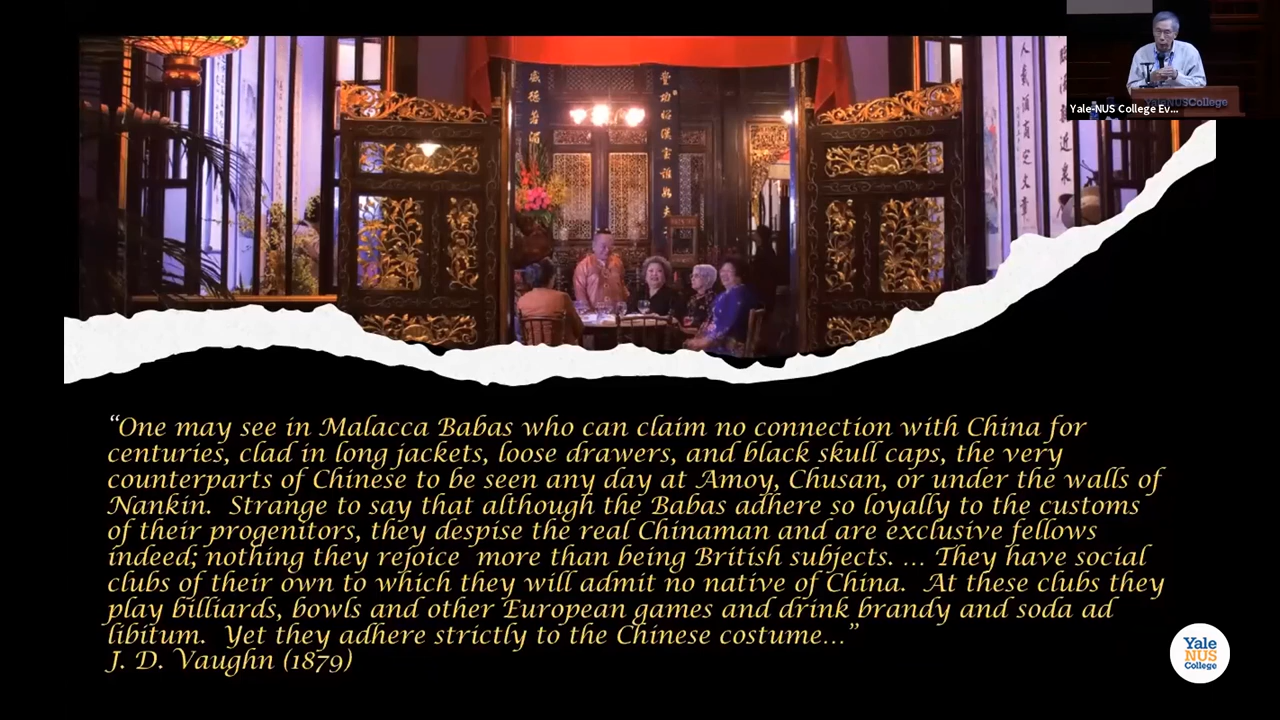 YaleNUSCollege
Yale-NUS College Ev...
“One may see in Malacca Babas who can claim no connection with China for
centuries, clad in long jackets, loose drawers, and black skull caps, the very
counterparts of Chinese to be seen any day at Amoy, Chusan, or under the walls of
Nankin.  Strange to say that although the Babas adhere so loyally to the customs
of their progenitors, they despise the real Chinaman and are exclusive fellows
indeed; nothing they rejoice  more than being British subjects. … They have social
clubs of their own to which they will admit no native of China.  At these clubs they
play billiards, bowls and other European games and drink brandy and soda ad
libitum.  Yet they adhere strictly to the Chinese costume…”
J. D. Vaughn (1879)
Yale
NUS
College